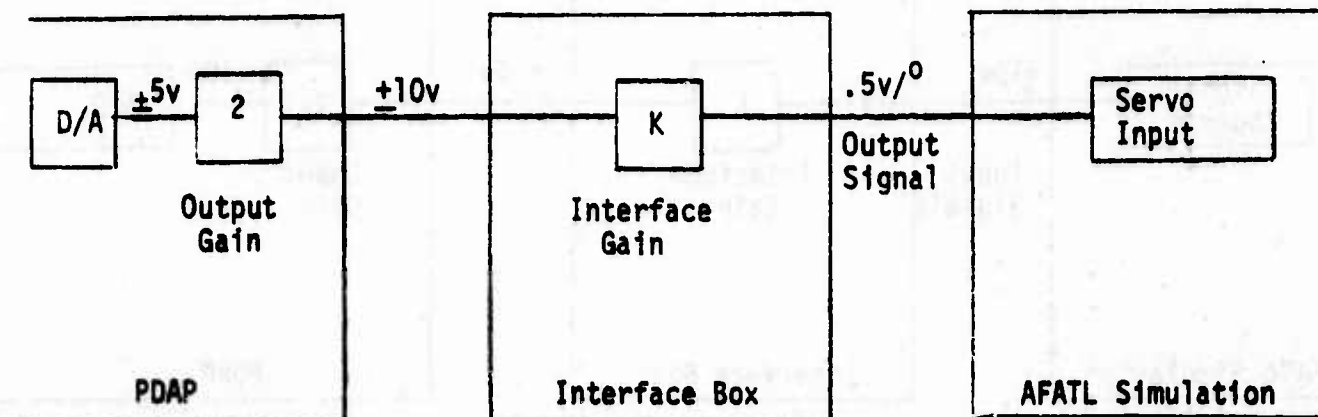 D/A
±5v
2
Output
Gain
±10v
K
Interface
Gain
.5v/°
Output
Signal
Servo
Input
PDAP
Interface Box
AFATL Simulation